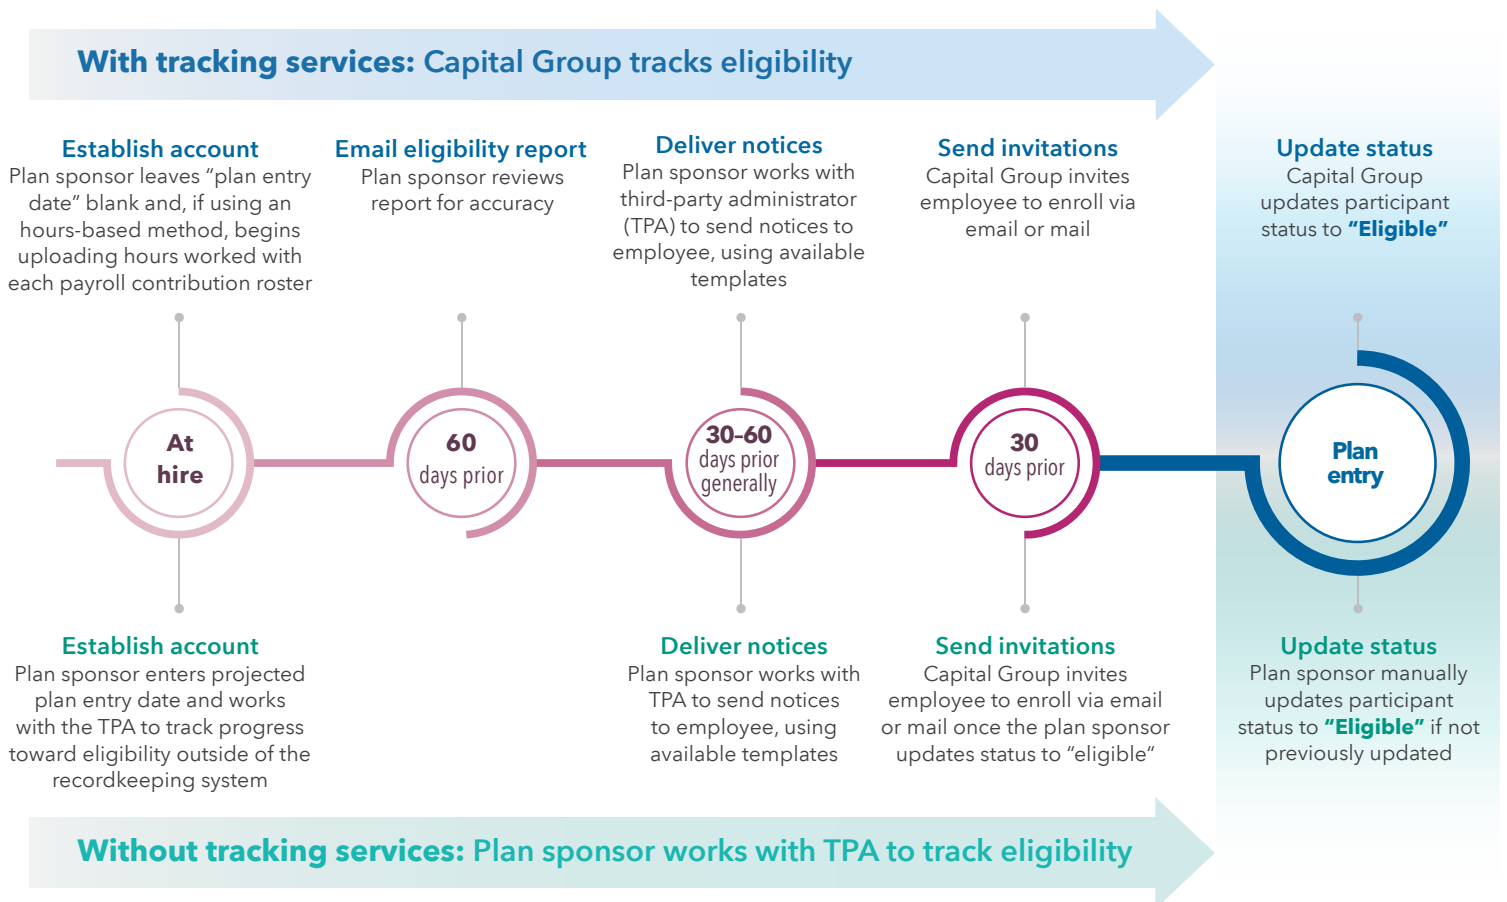 With tracking services: Capital Group tracks eligibility
Establish account
Plan sponsor leaves “plan entry
date” blank and, if using an
hours-based method, begins
uploading hours worked with
each payroll contribution roster
Email eligibility report
Plan sponsor reviews
report for accuracy
Deliver notices
Plan sponsor works with
third-party administrator
(TPA) to send notices to
employee, using available
templates
Send invitations
Capital Group invites
employee to enroll via
email or mail
Update status
Capital Group
updates participant
status to “Eligible”
At
hire
60
days prior
30–60
days prior
generally
30
days prior
Plan
entry
Establish account
Plan sponsor enters projected
plan entry date and works
with the TPA to track progress
toward eligibility outside of the
recordkeeping system
Deliver notices
Plan sponsor works with
TPA to send notices
to employee, using
available templates
Send invitations
Capital Group invites
employee to enroll via email
or mail once the plan sponsor
updates status to “eligible“
Update status
Plan sponsor manually
updates participant
status to “Eligible” if not
previously updated
Without tracking services: Plan sponsor works with TPA to track eligibility